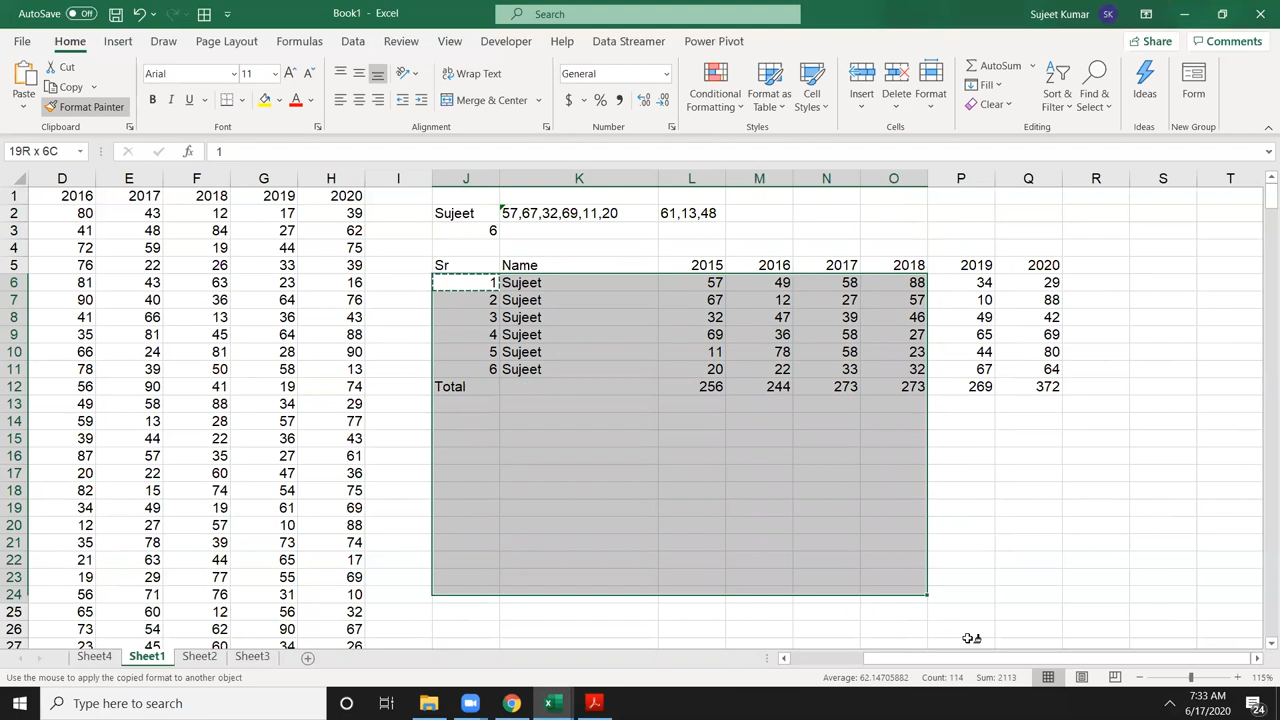 AutoSave Off Book1 - Excel Search Sujeet Kumar SK
File Home Insert Draw Page Layout Formulas Data Review View Developer Help Data Streamer Power Pivot Share Comments
Paste Cut Copy Format Painter
Arial 11 Wrap Text General
B I U A Merge & Center $ % 9
Conditional Formatting Format as Table Cell Styles Insert Delete Format
AutoSum Fill Clear Sort & Filter Find & Select Ideas Form
Clipboard Font Alignment Number Styles Cells Editing Ideas New Group
19R x 6C fx 1
D E F G H I J K L M N O P Q R S T
1 2016 2017 2018 2019 2020
2 80 43 12 17 39 Sujeet 57,67,32,69,11,20 61,13,48
3 41 48 84 27 62 6
4 72 59 19 44 75
5 76 22 26 33 39 Sr Name 2015 2016 2017 2018 2019 2020
6 81 43 63 23 16 1 Sujeet 57 49 58 88 34 29
7 90 40 36 64 76 2 Sujeet 67 12 27 57 10 88
8 41 66 13 36 43 3 Sujeet 32 47 39 46 49 42
9 35 81 45 64 88 4 Sujeet 69 36 58 27 65 69
10 66 24 81 28 90 5 Sujeet 11 78 58 23 44 80
11 78 39 50 58 13 6 Sujeet 20 22 33 32 67 64
12 56 90 41 19 74 Total 256 244 273 273 269 372
13 49 58 88 34 29
14 59 13 28 57 77
15 39 44 22 36 43
16 87 57 35 27 61
17 20 22 60 47 36
18 82 15 74 54 75
19 34 49 19 61 69
20 12 27 57 10 88
21 35 78 39 73 74
22 21 63 44 65 17
23 19 29 77 55 69
24 56 71 76 31 10
25 65 60 12 56 32
26 73 54 62 90 67
27 23 45 60 34 26
Sheet4 Sheet1 Sheet2 Sheet3
Use the mouse to apply the copied format to another object Average: 62.14705882 Count: 114 Sum: 2113 115%
Type here to search 7:33 AM
6/17/2020 24